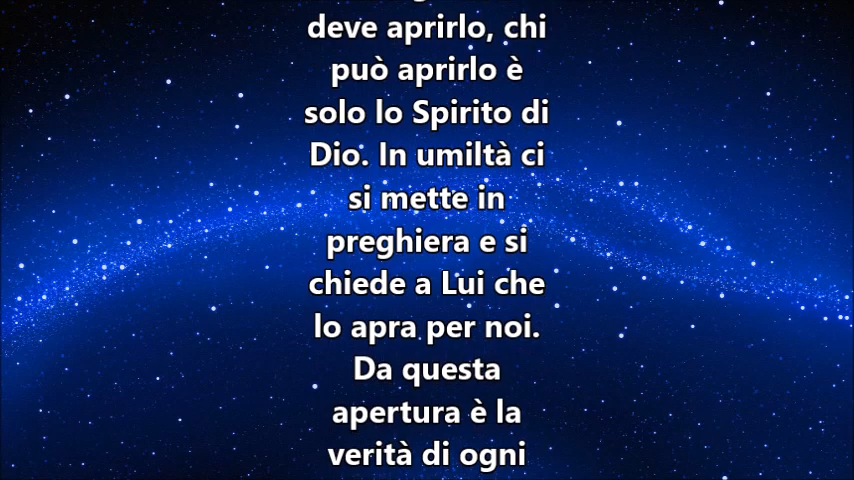 deve aprirlo, chi
può aprirlo è
solo lo Spirito di
Dio. In umiltà ci
si mette in
preghiera e si
chiede a Lui che
lo apra per noi.
Da questa
apertura è la
verità di ogni